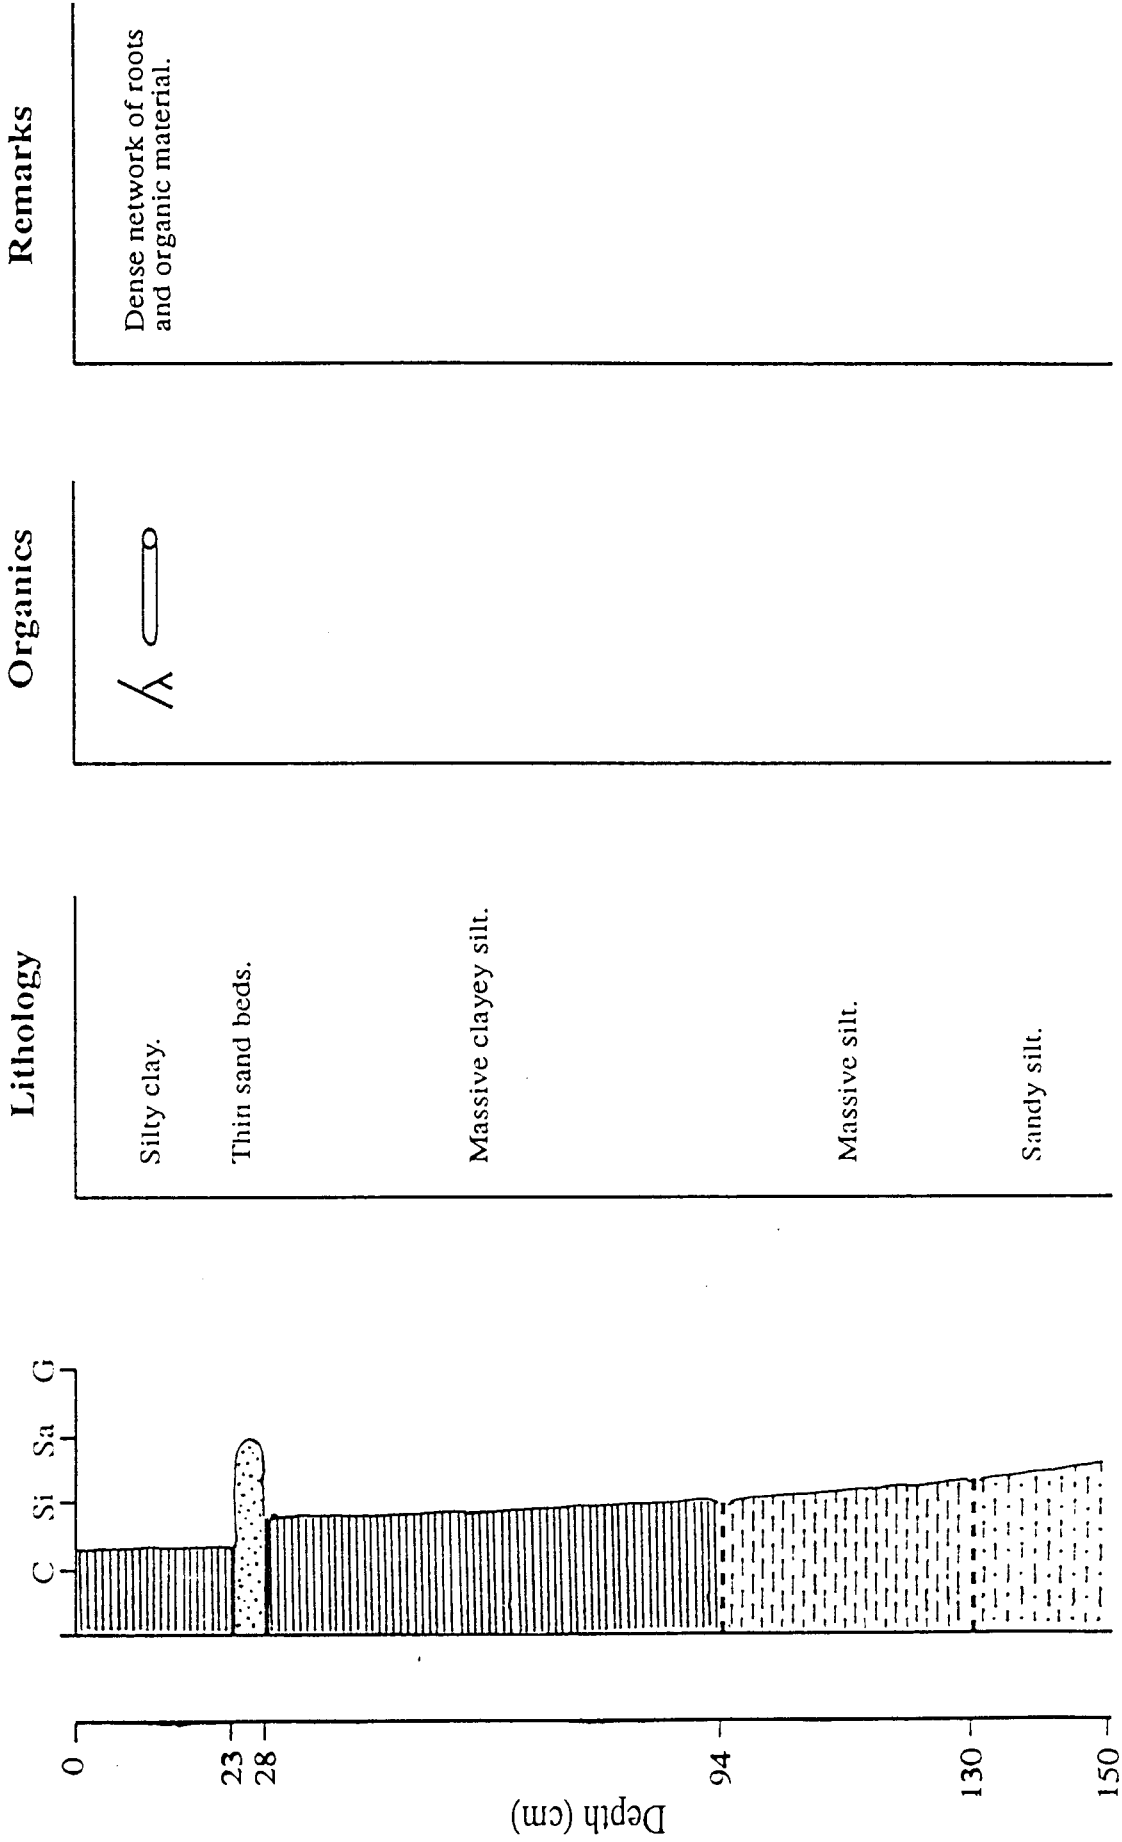 Depth (cm)
0
23
28
94
130
150
C Si Sa G
Lithology
Silty clay.
Thin sand beds.
Massive clayey silt.
Massive silt.
Sandy silt.
Organics
Remarks
Dense network of roots
and organic material.